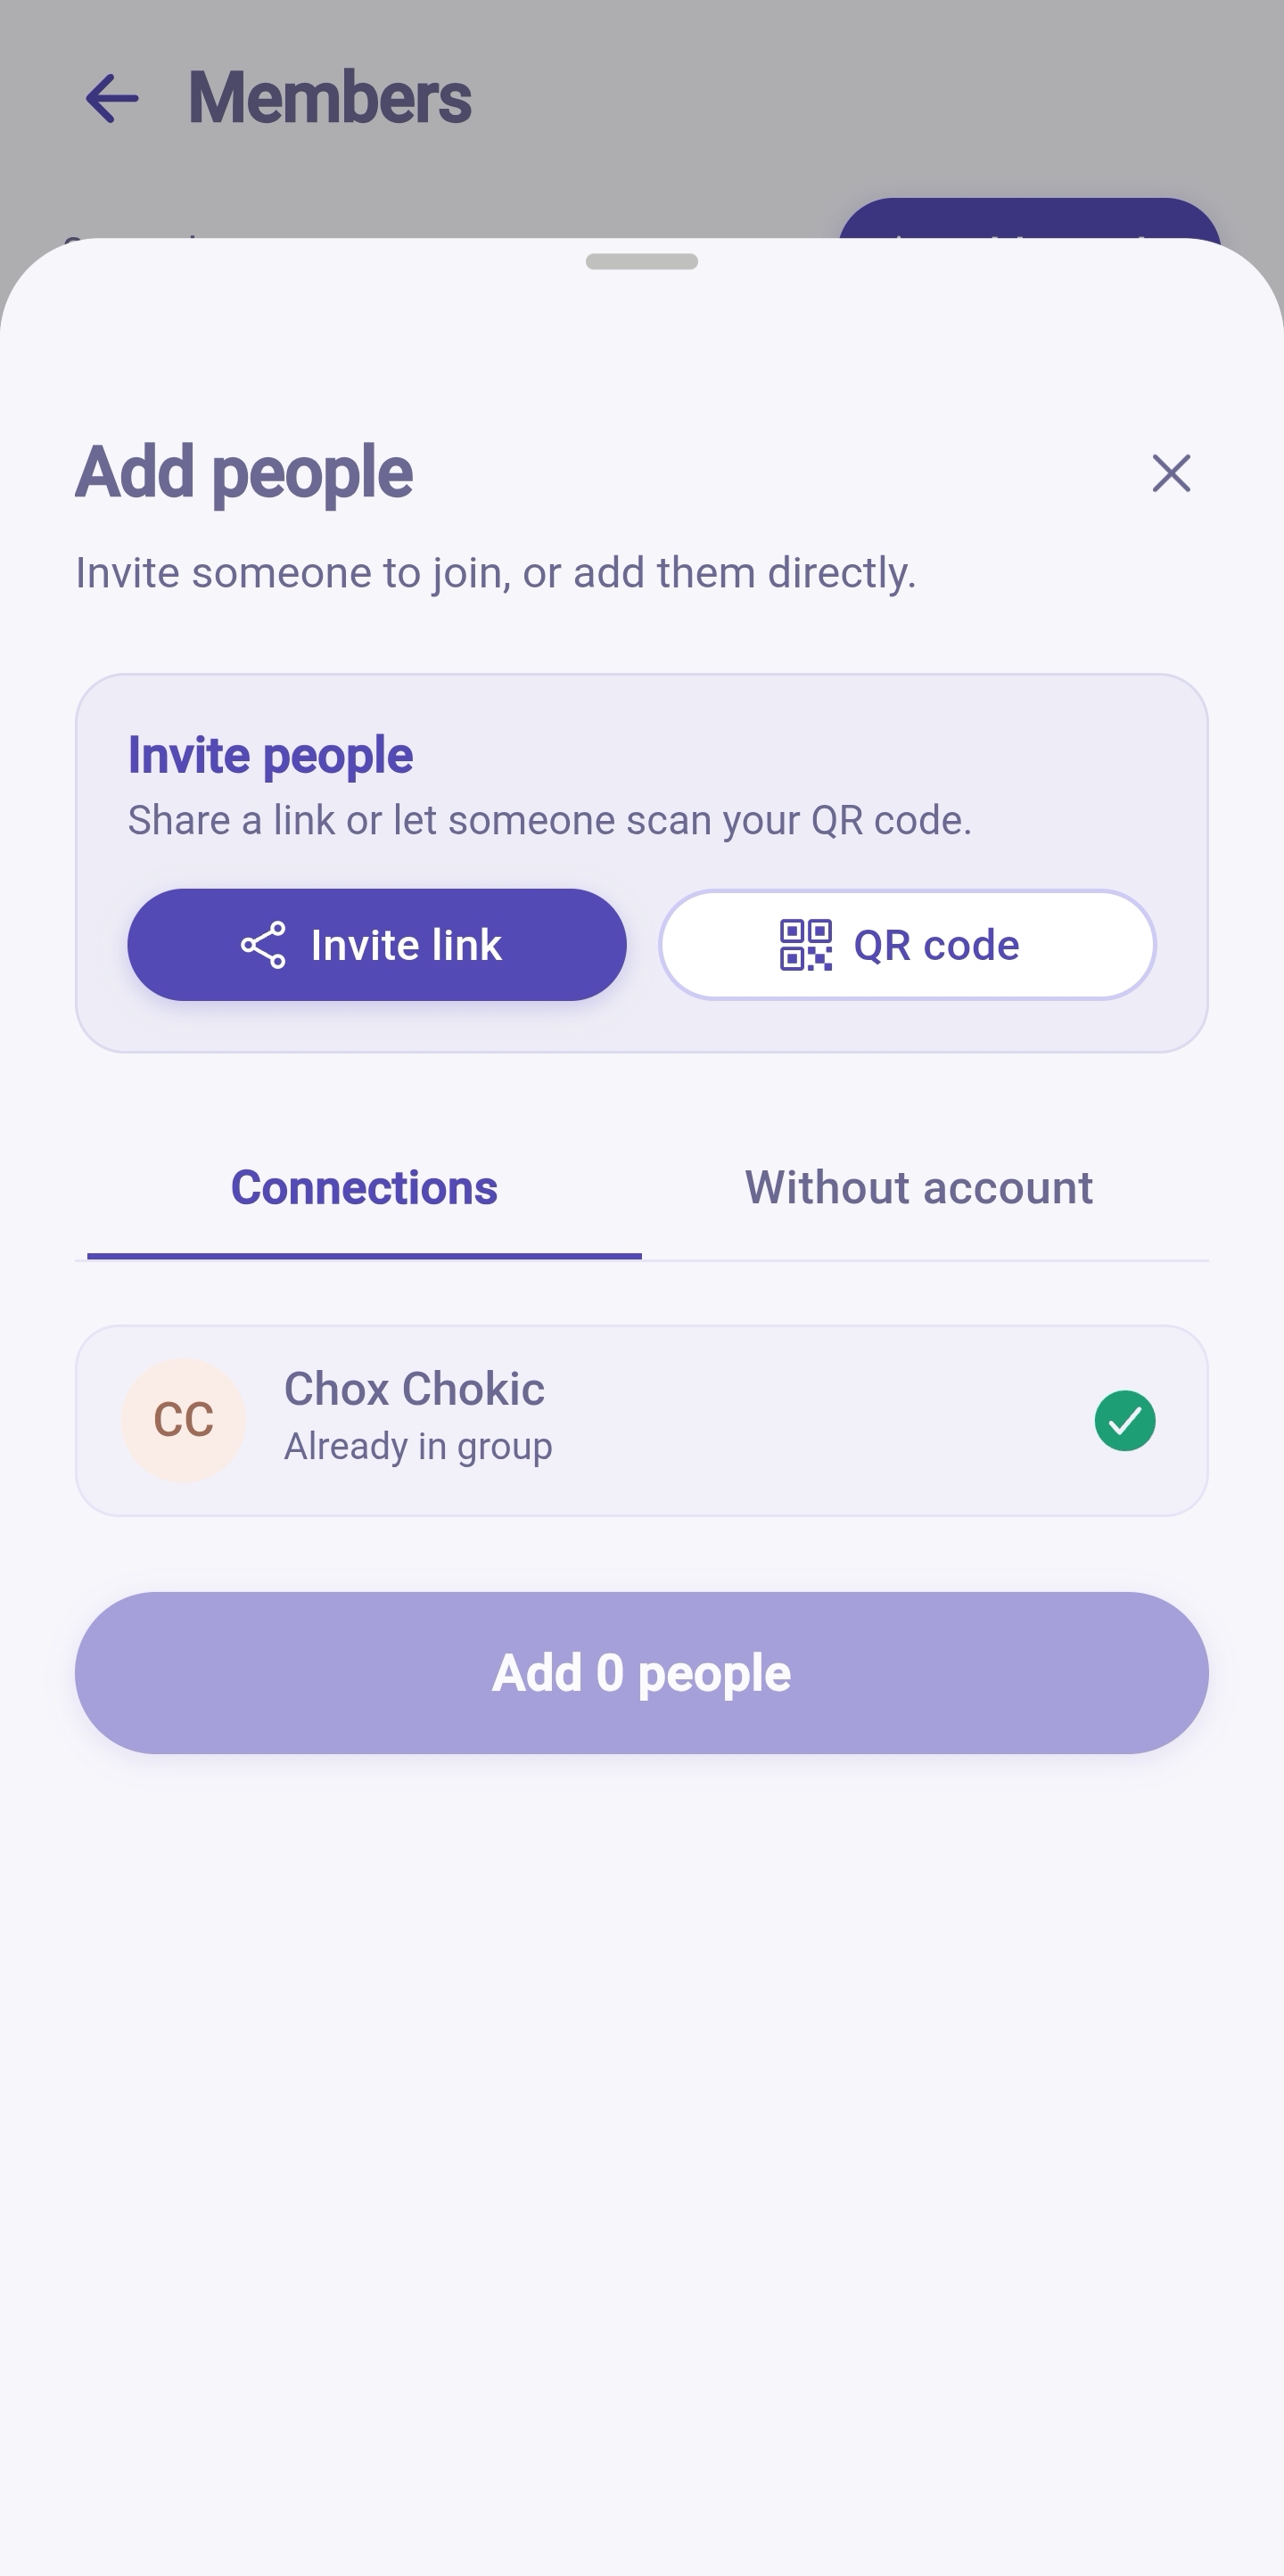 Members
Add people
Invite someone to join, or add them directly.
Invite people
Share a link or let someone scan your QR code.
Invite link
QR code
Connections
Without account
CC
Chox Chokic
Already in group
Add 0 people